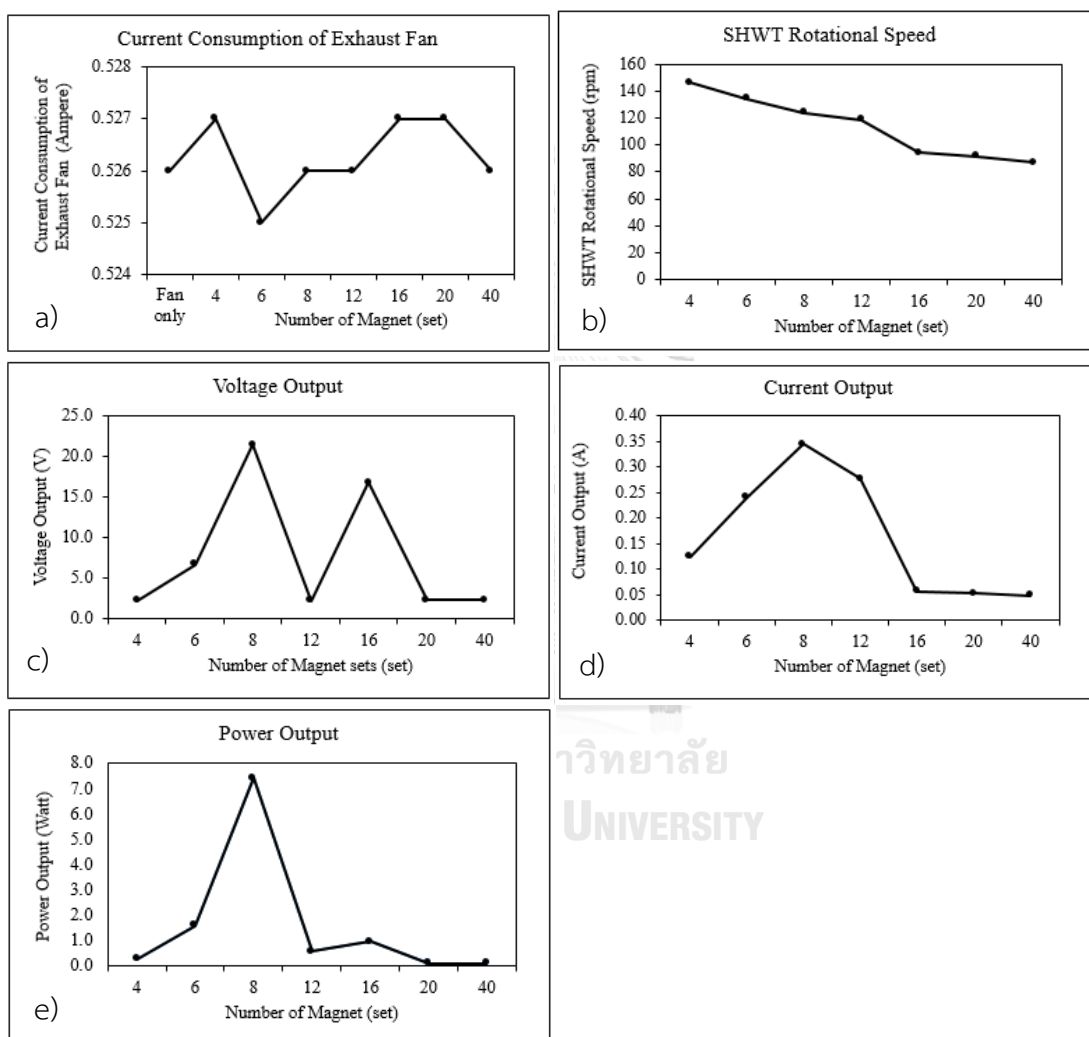 Current Consumption of Exhaust Fan
Current Consumption of
Exhaust Fan (Ampere)
0.528
0.527
0.526
0.525
0.524
Fan only 4 6 8 12 16 20 40
Number of Magnet (set)
a)
SHWT Rotational Speed
SHWT Rotational Speed (rpm)
160
140
120
100
80
60
40
20
0
4 6 8 12 16 20 40
Number of Magnet (set)
b)
Voltage Output
Voltage Output (V)
25.0
20.0
15.0
10.0
5.0
0.0
4 6 8 12 16 20 40
Number of Magnet sets (set)
c)
Current Output
Current Output (A)
0.40
0.35
0.30
0.25
0.20
0.15
0.10
0.05
0.00
4 6 8 12 16 20 40
Number of Magnet (set)
d)
Power Output
Power Output (Watt)
8.0
7.0
6.0
5.0
4.0
3.0
2.0
1.0
0.0
4 6 8 12 16 20 40
Number of Magnet (set)
e)
าวิทยาลัย
UNIVERSITY